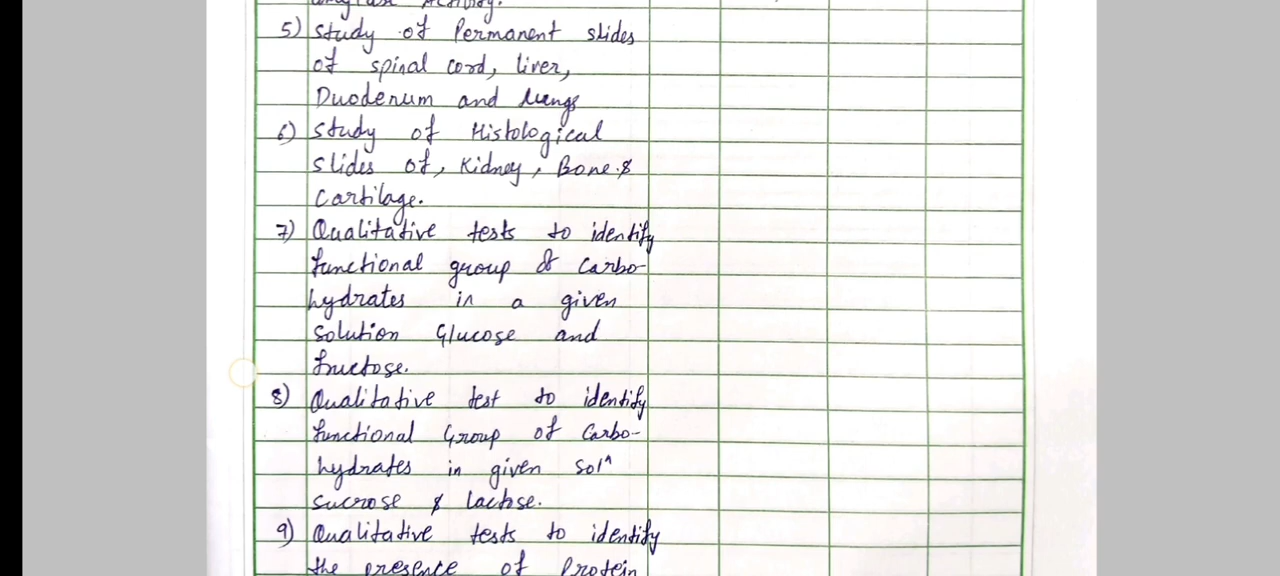 Activity.
5) Study of Permanent slides
of spinal cord, liver,
Duodenum and Lungs
6) Study of Histological
slides of, Kidney, Bone &
Cartilage.
7) Qualitative tests to identify
functional group of Carbo-
hydrates in a given
solution Glucose and
fructose.
8) Qualitative test to identify
functional Group of Carbo-
hydrates in given Solⁿ
sucrose & lactose.
9) Qualitative tests to identify
the presence of Protein